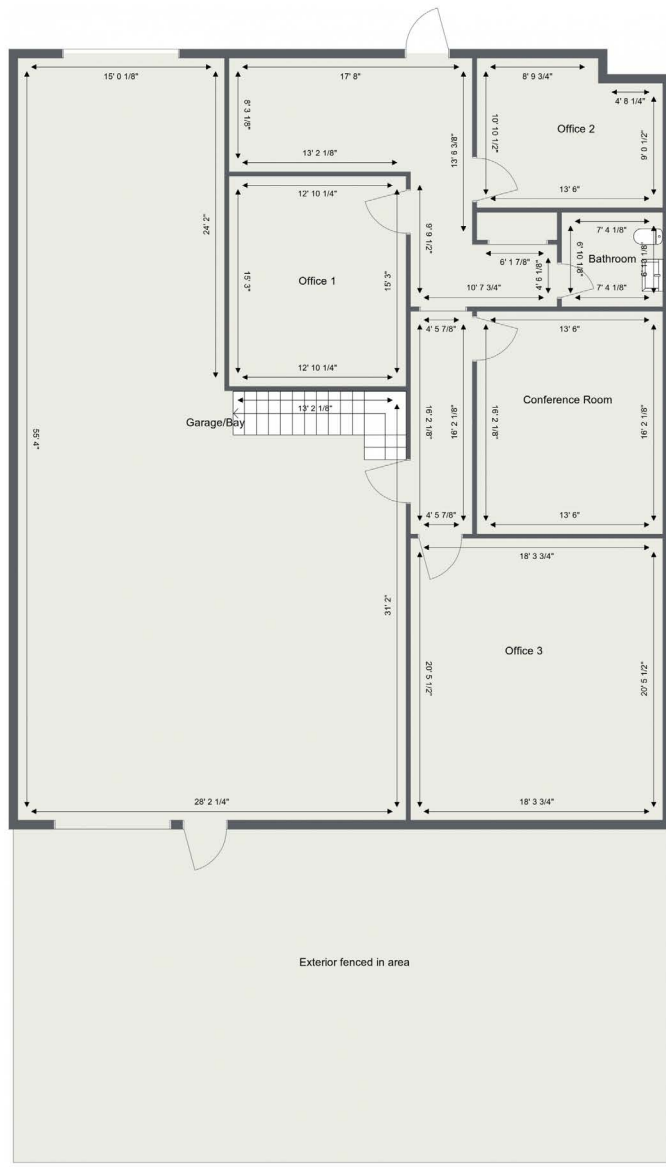 15' 0 1/8"
17' 8"
8' 9 3/4"
4' 8 1/4"
8' 3 1/8"
13' 6 3/8"
10' 10 1/2"
Office 2
9' 0 1/2"
13' 2 1/8"
12' 10 1/4"
13' 6"
24' 2"
9' 9 1/2"
7' 4 1/8"
6' 10 1/8"
Bathroom
6' 10 1/8"
6' 1 7/8"
4' 6 1/8"
15' 3"
Office 1
15' 3"
10' 7 3/4"
7' 4 1/8"
4' 5 7/8"
13' 6"
12' 10 1/4"
13' 2 1/8"
Garage/Bay
Conference Room
16' 2 1/8"
16' 2 1/8"
16' 2 1/8"
16' 2 1/8"
55' 4"
4' 5 7/8"
13' 6"
18' 3 3/4"
31' 2"
Office 3
20' 5 1/2"
20' 5 1/2"
28' 2 1/4"
18' 3 3/4"
Exterior fenced in area